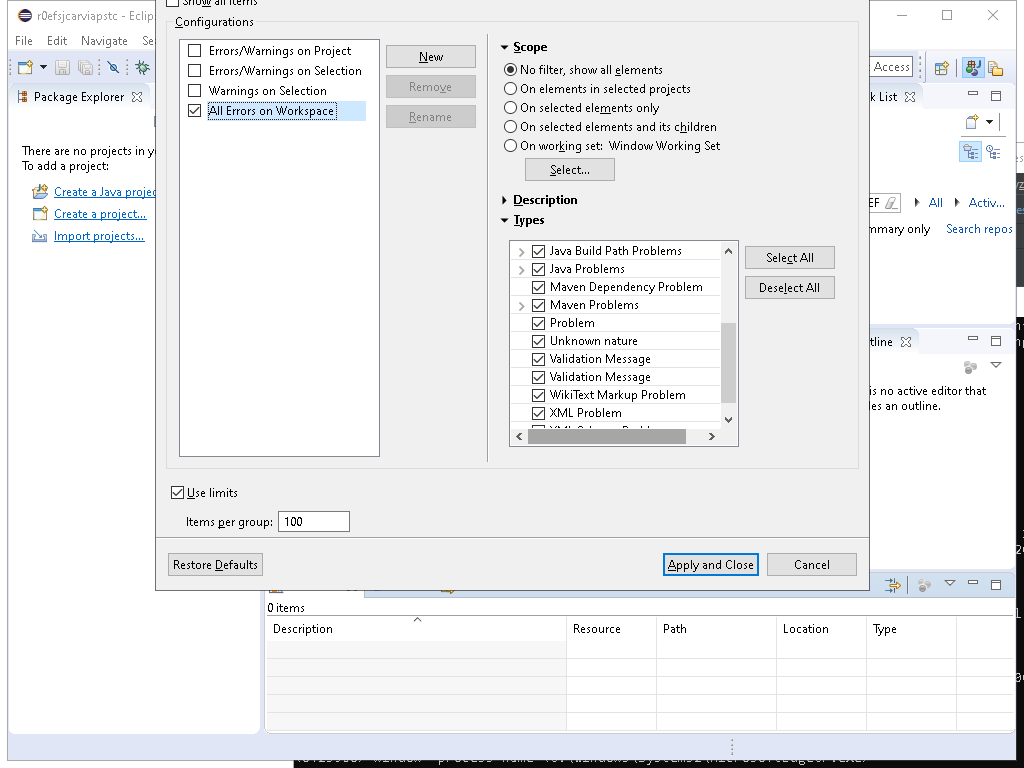 r0efsjcarviapstc - Eclips
Show all items
File Edit Navigate Se
Configurations
Errors/Warnings on Project
Errors/Warnings on Selection
Warnings on Selection
All Errors on Workspace
New
Remove
Rename
Scope
No filter, show all elements
On elements in selected projects
On selected elements only
On selected elements and its children
On working set: Window Working Set
Select...
Description
Types
Java Build Path Problems
Java Problems
Maven Dependency Problem
Maven Problems
Problem
Unknown nature
Validation Message
Validation Message
WikiText Markup Problem
XML Problem
Select All
Deselect All
Use limits
Items per group: 100
Restore Defaults
Apply and Close
Cancel
Access
Package Explorer
There are no projects in yo
To add a project:
Create a Java projec
Create a project...
Import projects...
k List
EF
All
Activ...
mmary only
Search repos
tline
is no active editor that
des an outline.
0 items
Description Resource Path Location Type